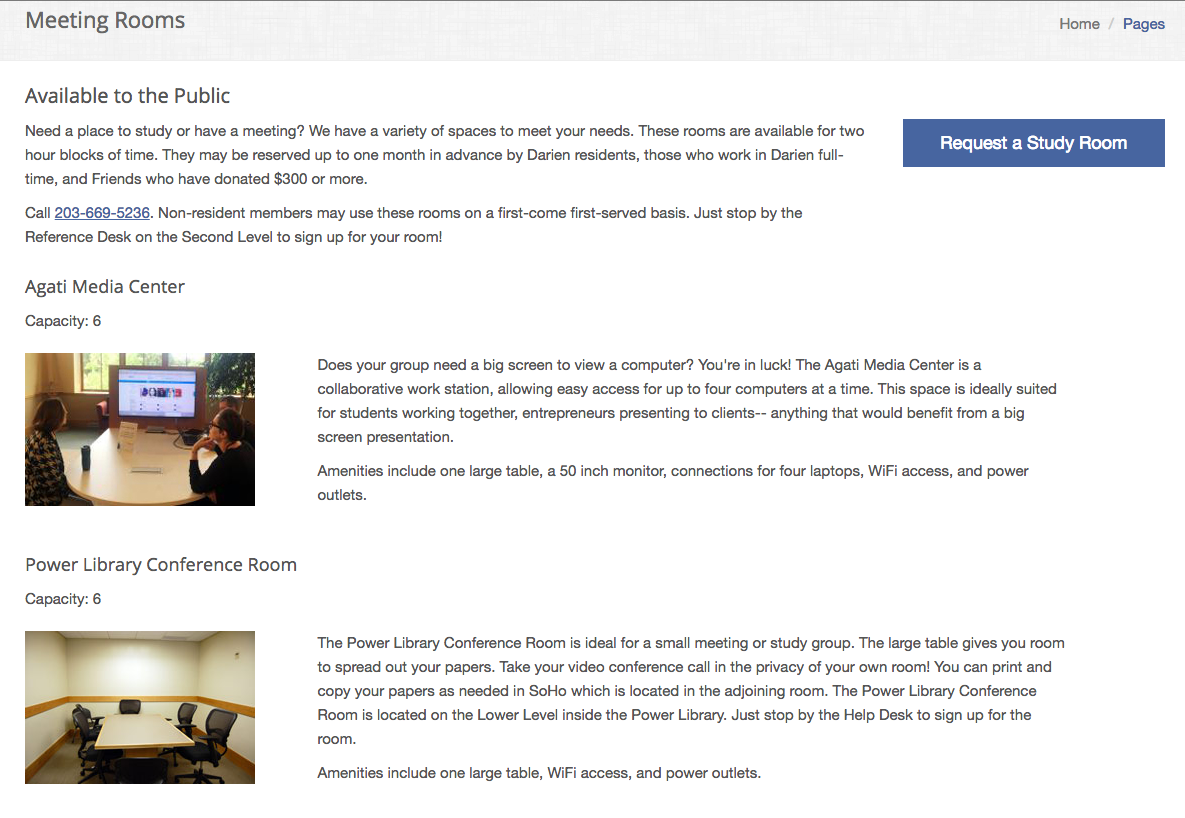 Meeting Rooms
Home / Pages
Available to the Public
Need a place to study or have a meeting? We have a variety of spaces to meet your needs. These rooms are available for two
hour blocks of time. They may be reserved up to one month in advance by Darien residents, those who work in Darien full-
time, and Friends who have donated $300 or more.
Request a Study Room
Call 203-669-5236. Non-resident members may use these rooms on a first-come first-served basis. Just stop by the
Reference Desk on the Second Level to sign up for your room!
Agati Media Center
Capacity: 6
Does your group need a big screen to view a computer? You're in luck! The Agati Media Center is a
collaborative work station, allowing easy access for up to four computers at a time. This space is ideally suited
for students working together, entrepreneurs presenting to clients-- anything that would benefit from a big
screen presentation.
Amenities include one large table, a 50 inch monitor, connections for four laptops, WiFi access, and power
outlets.
Power Library Conference Room
Capacity: 6
The Power Library Conference Room is ideal for a small meeting or study group. The large table gives you room
to spread out your papers. Take your video conference call in the privacy of your own room! You can print and
copy your papers as needed in SoHo which is located in the adjoining room. The Power Library Conference
Room is located on the Lower Level inside the Power Library. Just stop by the Help Desk to sign up for the
room.
Amenities include one large table, WiFi access, and power outlets.